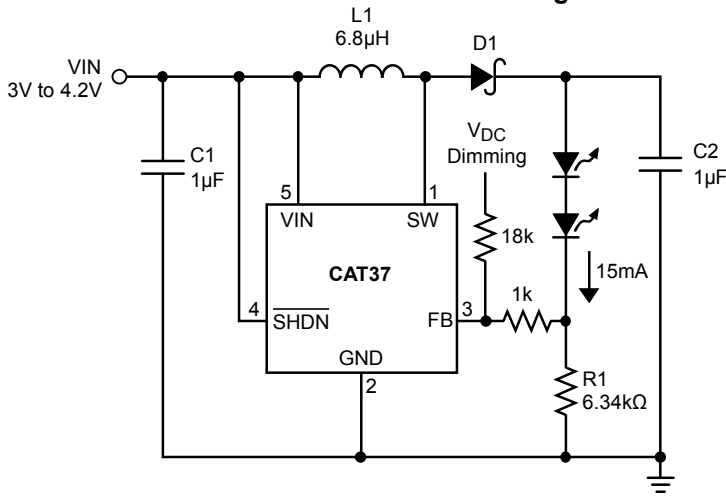 L1
6.8µH
D1
VIN
3V to 4.2V
C1
1µF
VDC
Dimming
C2
1µF
5
1
VIN
SW
18k
CAT37
15mA
1k
4
SHDN
3
FB
GND
2
R1
6.34kΩ